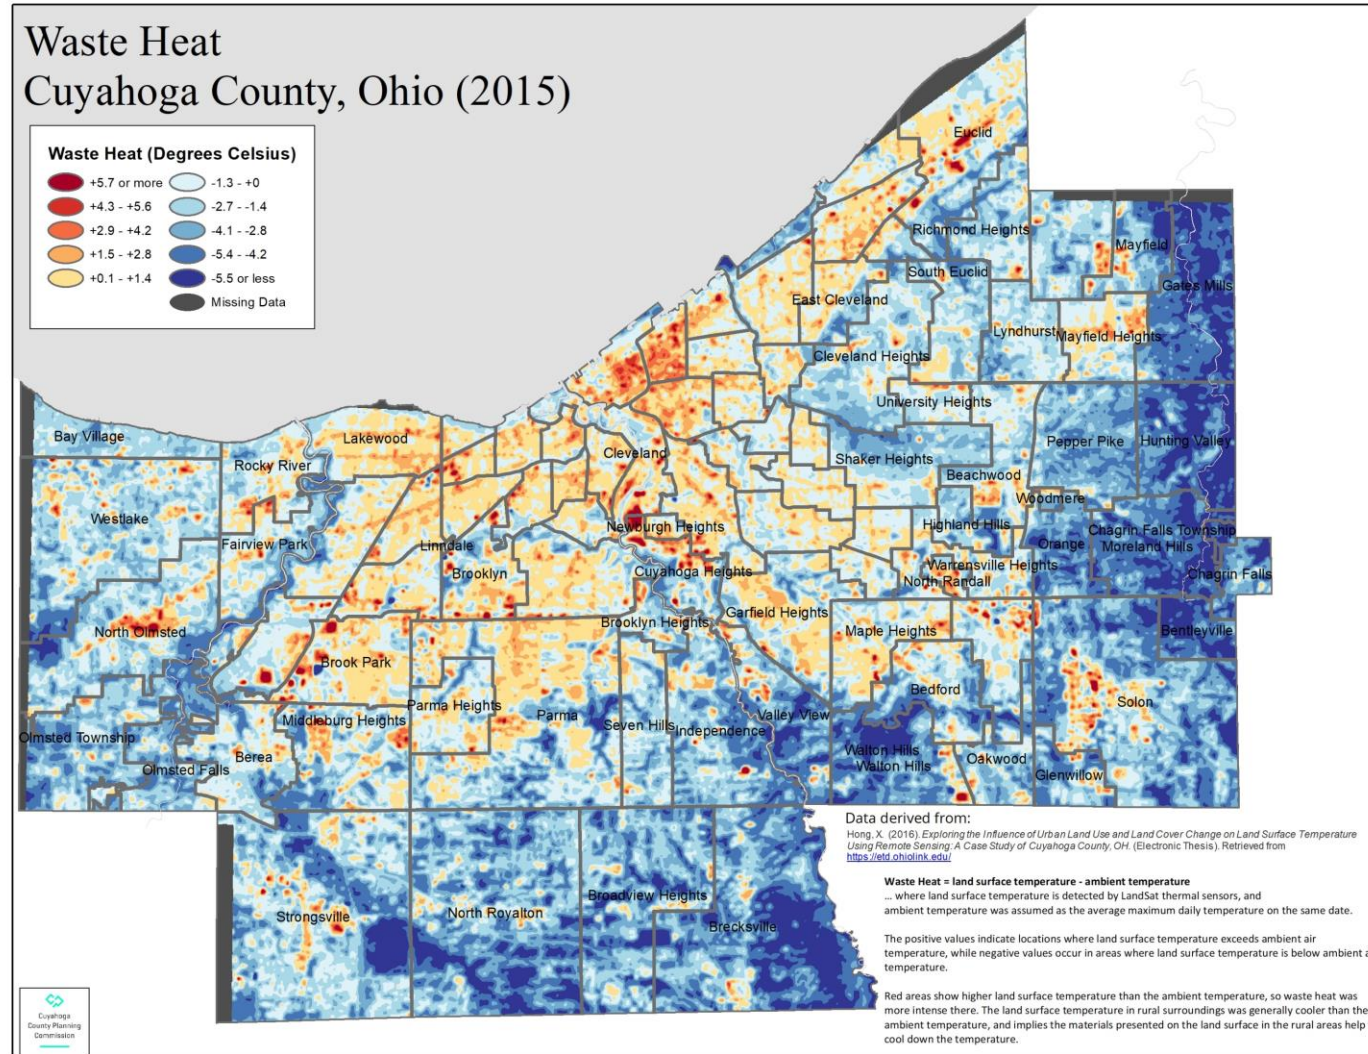 Waste Heat
Cuyahoga County, Ohio (2015)
Waste Heat (Degrees Celsius)
+5.7 or more
+4.3 - +5.6
+2.9 - +4.2
+1.5 - +2.8
+0.1 - +1.4
-1.3 - +0
-2.7 - -1.4
-4.1 - -2.8
-5.4 - -4.2
-5.5 or less
Missing Data
Euclid
Richmond Heights
Mayfield
South Euclid
Gates Mills
East Cleveland
Lyndhurst
Mayfield Heights
Cleveland Heights
University Heights
Bay Village
Lakewood
Rocky River
Cleveland
Pepper Pike
Hunting Valley
Shaker Heights
Beachwood
Westlake
Woodmere
Newburgh Heights
Highland Hills
Chagrin Falls Township
Fairview Park
Linndale
Orange
Moreland Hills
Brooklyn
Cuyahoga Heights
Warrensville Heights
North Randall
Chagrin Falls
Garfield Heights
North Olmsted
Brooklyn Heights
Maple Heights
Bentleyville
Brook Park
Bedford
Parma Heights
Solon
Middleburg Heights
Parma
Seven Hills
Independence
Valley View
Olmsted Township
Berea
Walton Hills
Walton Hills
Oakwood
Olmsted Falls
Glenwillow
Strongsville
North Royalton
Broadview Heights
Brecksville
Data derived from:
Hong, X. (2016). Exploring the Influence of Urban Land Use and Land Cover Change on Land Surface Temperature
Using Remote Sensing: A Case Study of Cuyahoga County, OH. (Electronic Thesis). Retrieved from
https://etd.ohiolink.edu/
Waste Heat = land surface temperature - ambient temperature
... where land surface temperature is detected by LandSat thermal sensors, and
ambient temperature was assumed as the average maximum daily temperature on the same date.
The positive values indicate locations where land surface temperature exceeds ambient air
temperature, while negative values occur in areas where land surface temperature is below ambient a
temperature.
Red areas show higher land surface temperature than the ambient temperature, so waste heat was
more intense there. The land surface temperature in rural surroundings was generally cooler than the
ambient temperature, and implies the materials presented on the land surface in the rural areas help
cool down the temperature.
Cuyahoga
County Planning
Commission